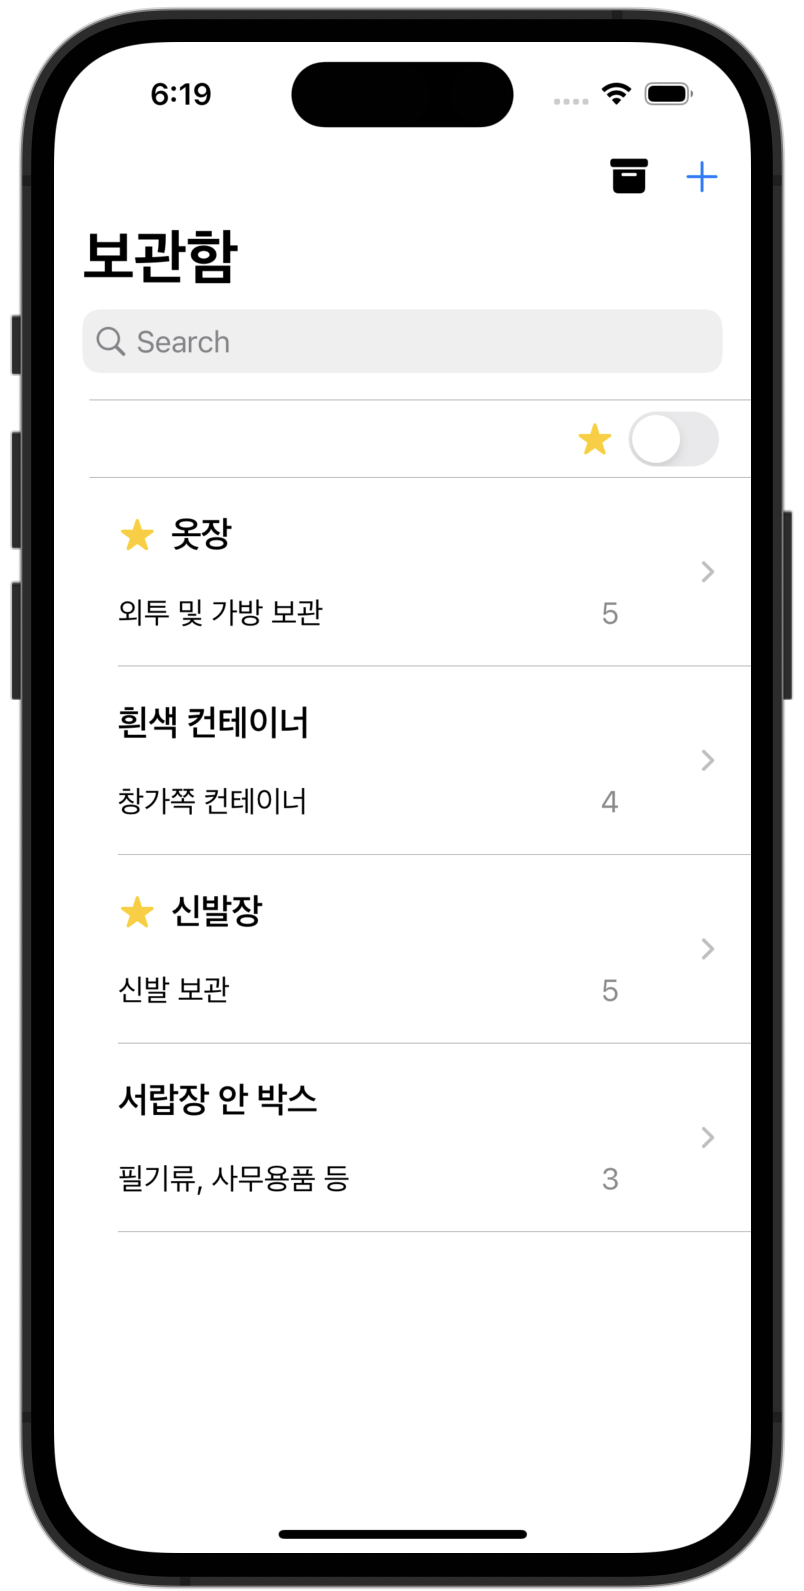 6:19
보관함
Search
옷장
외투 및 가방 보관 5
흰색 컨테이너
창가쪽 컨테이너 4
신발장
신발 보관 5
서랍장 안 박스
필기류, 사무용품 등 3